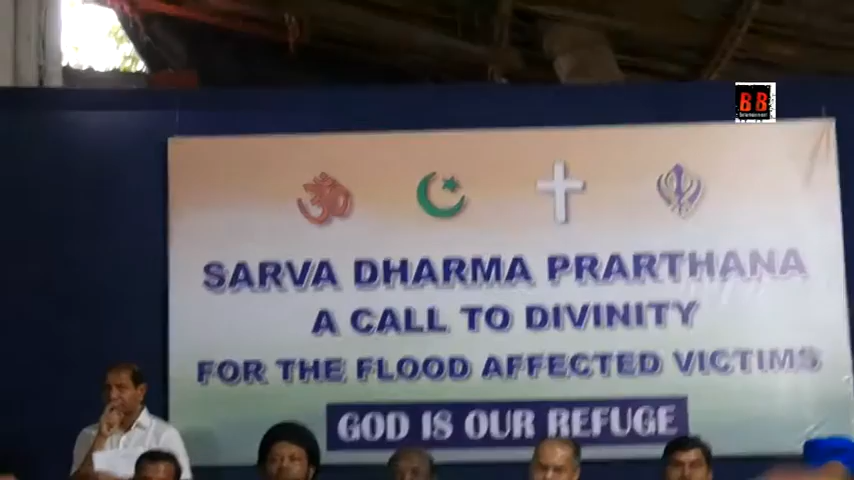 BB
SARVA DHARMA PRARTHANA
A CALL TO DIVINITY
FOR THE FLOOD AFFECTED VICTIMS
GOD IS OUR REFUGE